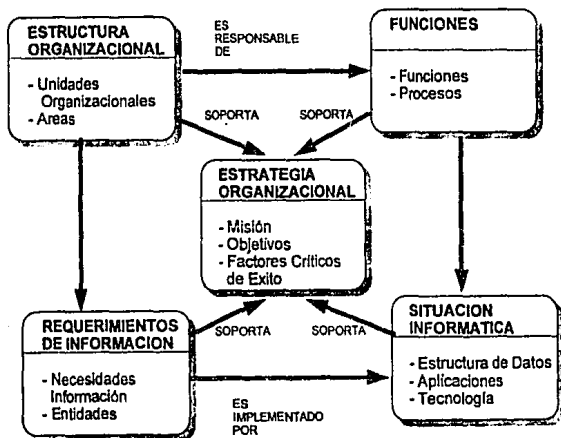 ESTRUCTURA
ORGANIZACIONAL
- Unidades
Organizacionales
- Areas
ES
RESPONSABLE
DE
FUNCIONES
- Funciones
- Procesos
SOPORTA
SOPORTA
ESTRATEGIA
ORGANIZACIONAL
- Misión
- Objetivos
- Factores Críticos
de Exito
REQUERIMIENTOS
DE INFORMACION
- Necesidades
Información
- Entidades
SOPORTA
SOPORTA
SITUACION
INFORMATICA
- Estructura de Datos
- Aplicaciones
- Tecnología
ES
IMPLEMENTADO
POR